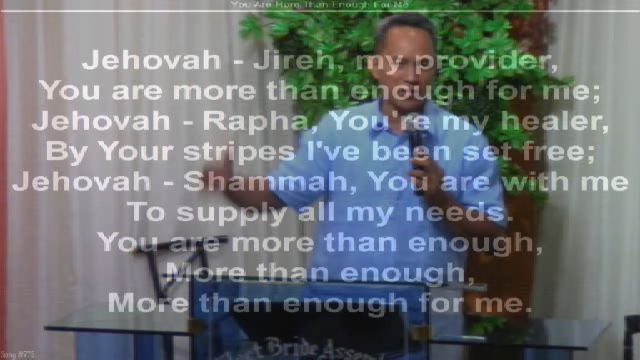 You Are More Than Enough For Me
Jehovah - Jireh, my provider,
You are more than enough for me;
Jehovah - Rapha, You're my healer,
By Your stripes I've been set free;
Jehovah - Shammah, You are with me
To supply all my needs.
You are more than enough,
More than enough,
More than enough for me.
Bride
Song